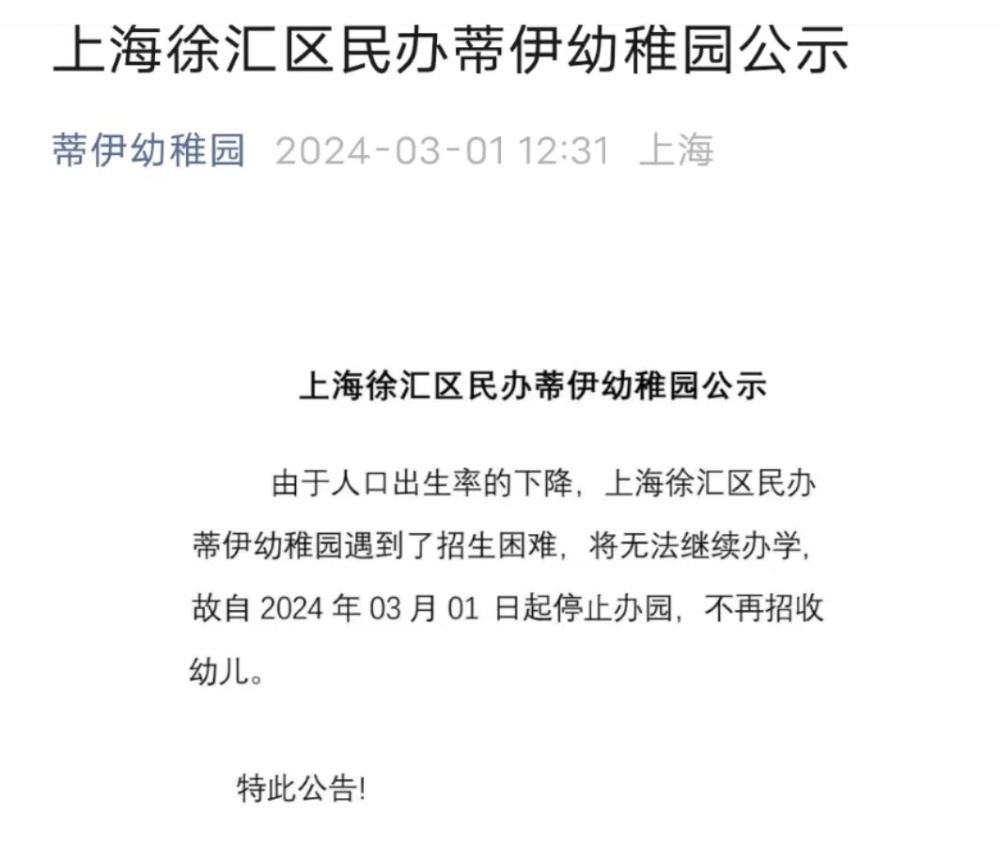 上海徐汇区民办蒂伊幼稚园公示
蒂伊幼稚园 2024-03-01 12:31 上海
上海徐汇区民办蒂伊幼稚园公示
由于人口出生率的下降，上海徐汇区民办
蒂伊幼稚园遇到了招生困难，将无法继续办学，
故自 2024 年 03 月 01 日起停止办园，不再招收
幼儿。
特此公告!